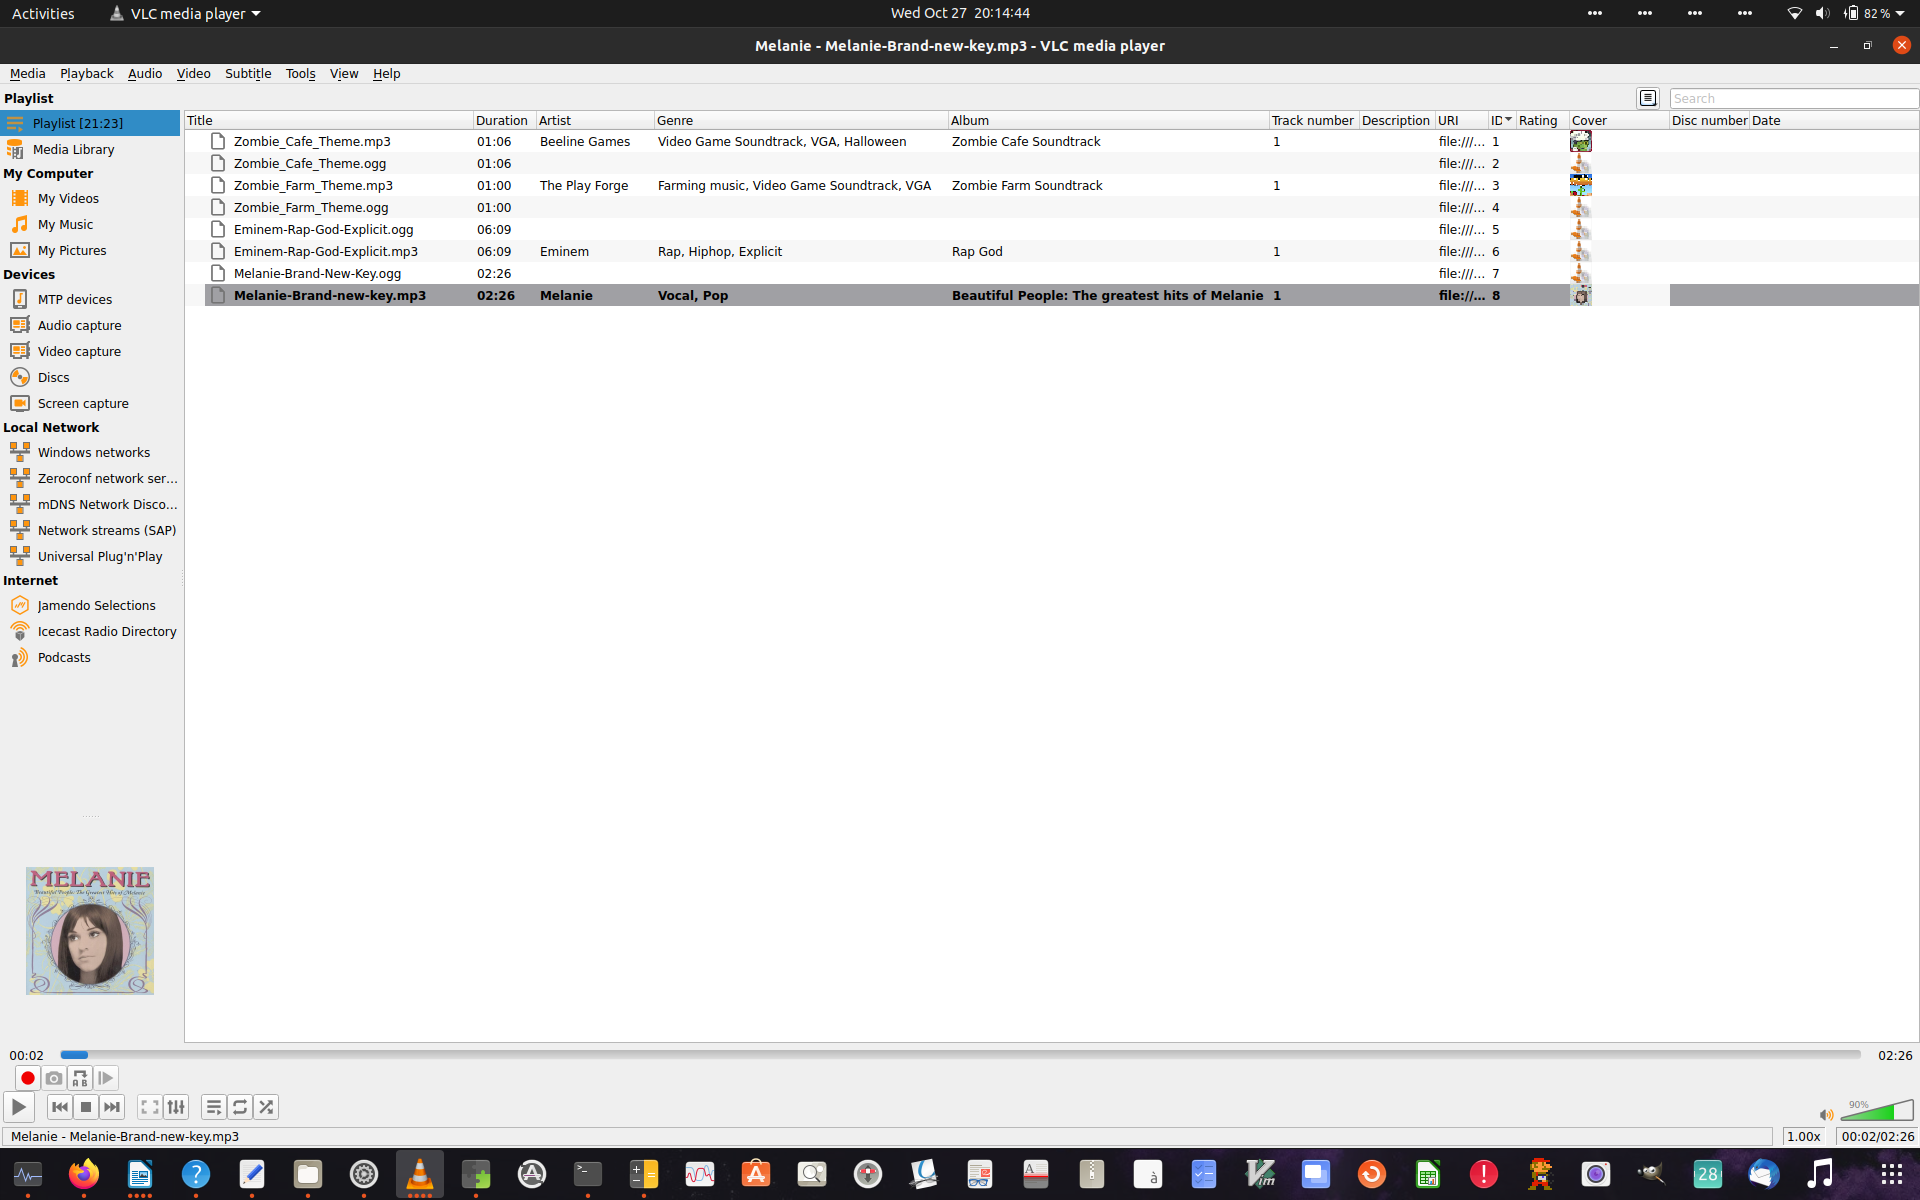 Activities VLC media player Wed Oct 27 20:14:44 82 %
Melanie - Melanie-Brand-new-key.mp3 - VLC media player
Media Playback Audio Video Subtitle Tools View Help
Playlist
Search
Playlist [21:23]
Media Library
My Computer
My Videos
My Music
My Pictures
Devices
MTP devices
Audio capture
Video capture
Discs
Screen capture
Local Network
Windows networks
Zeroconf network ser...
mDNS Network Disco...
Network streams (SAP)
Universal Plug'n'Play
Internet
Jamendo Selections
Icecast Radio Directory
Podcasts
Title Duration Artist Genre Album Track number Description URI ID Rating Cover Disc number Date
Zombie_Cafe_Theme.mp3 01:06 Beeline Games Video Game Soundtrack, VGA, Halloween Zombie Cafe Soundtrack 1 file:///... 1
Zombie_Cafe_Theme.ogg 01:06 file:///... 2
Zombie_Farm_Theme.mp3 01:00 The Play Forge Farming music, Video Game Soundtrack, VGA Zombie Farm Soundtrack 1 file:///... 3
Zombie_Farm_Theme.ogg 01:00 file:///... 4
Eminem-Rap-God-Explicit.ogg 06:09 file:///... 5
Eminem-Rap-God-Explicit.mp3 06:09 Eminem Rap, Hiphop, Explicit Rap God 1 file:///... 6
Melanie-Brand-New-Key.ogg 02:26 file:///... 7
Melanie-Brand-new-key.mp3 02:26 Melanie Vocal, Pop Beautiful People: The greatest hits of Melanie 1 file://... 8
MELANIE
Beautiful People: The Greatest Hits of Melanie
00:02 02:26
A B
90%
Melanie - Melanie-Brand-new-key.mp3 1.00x 00:02/02:26
? >_ A à Vim ! 28